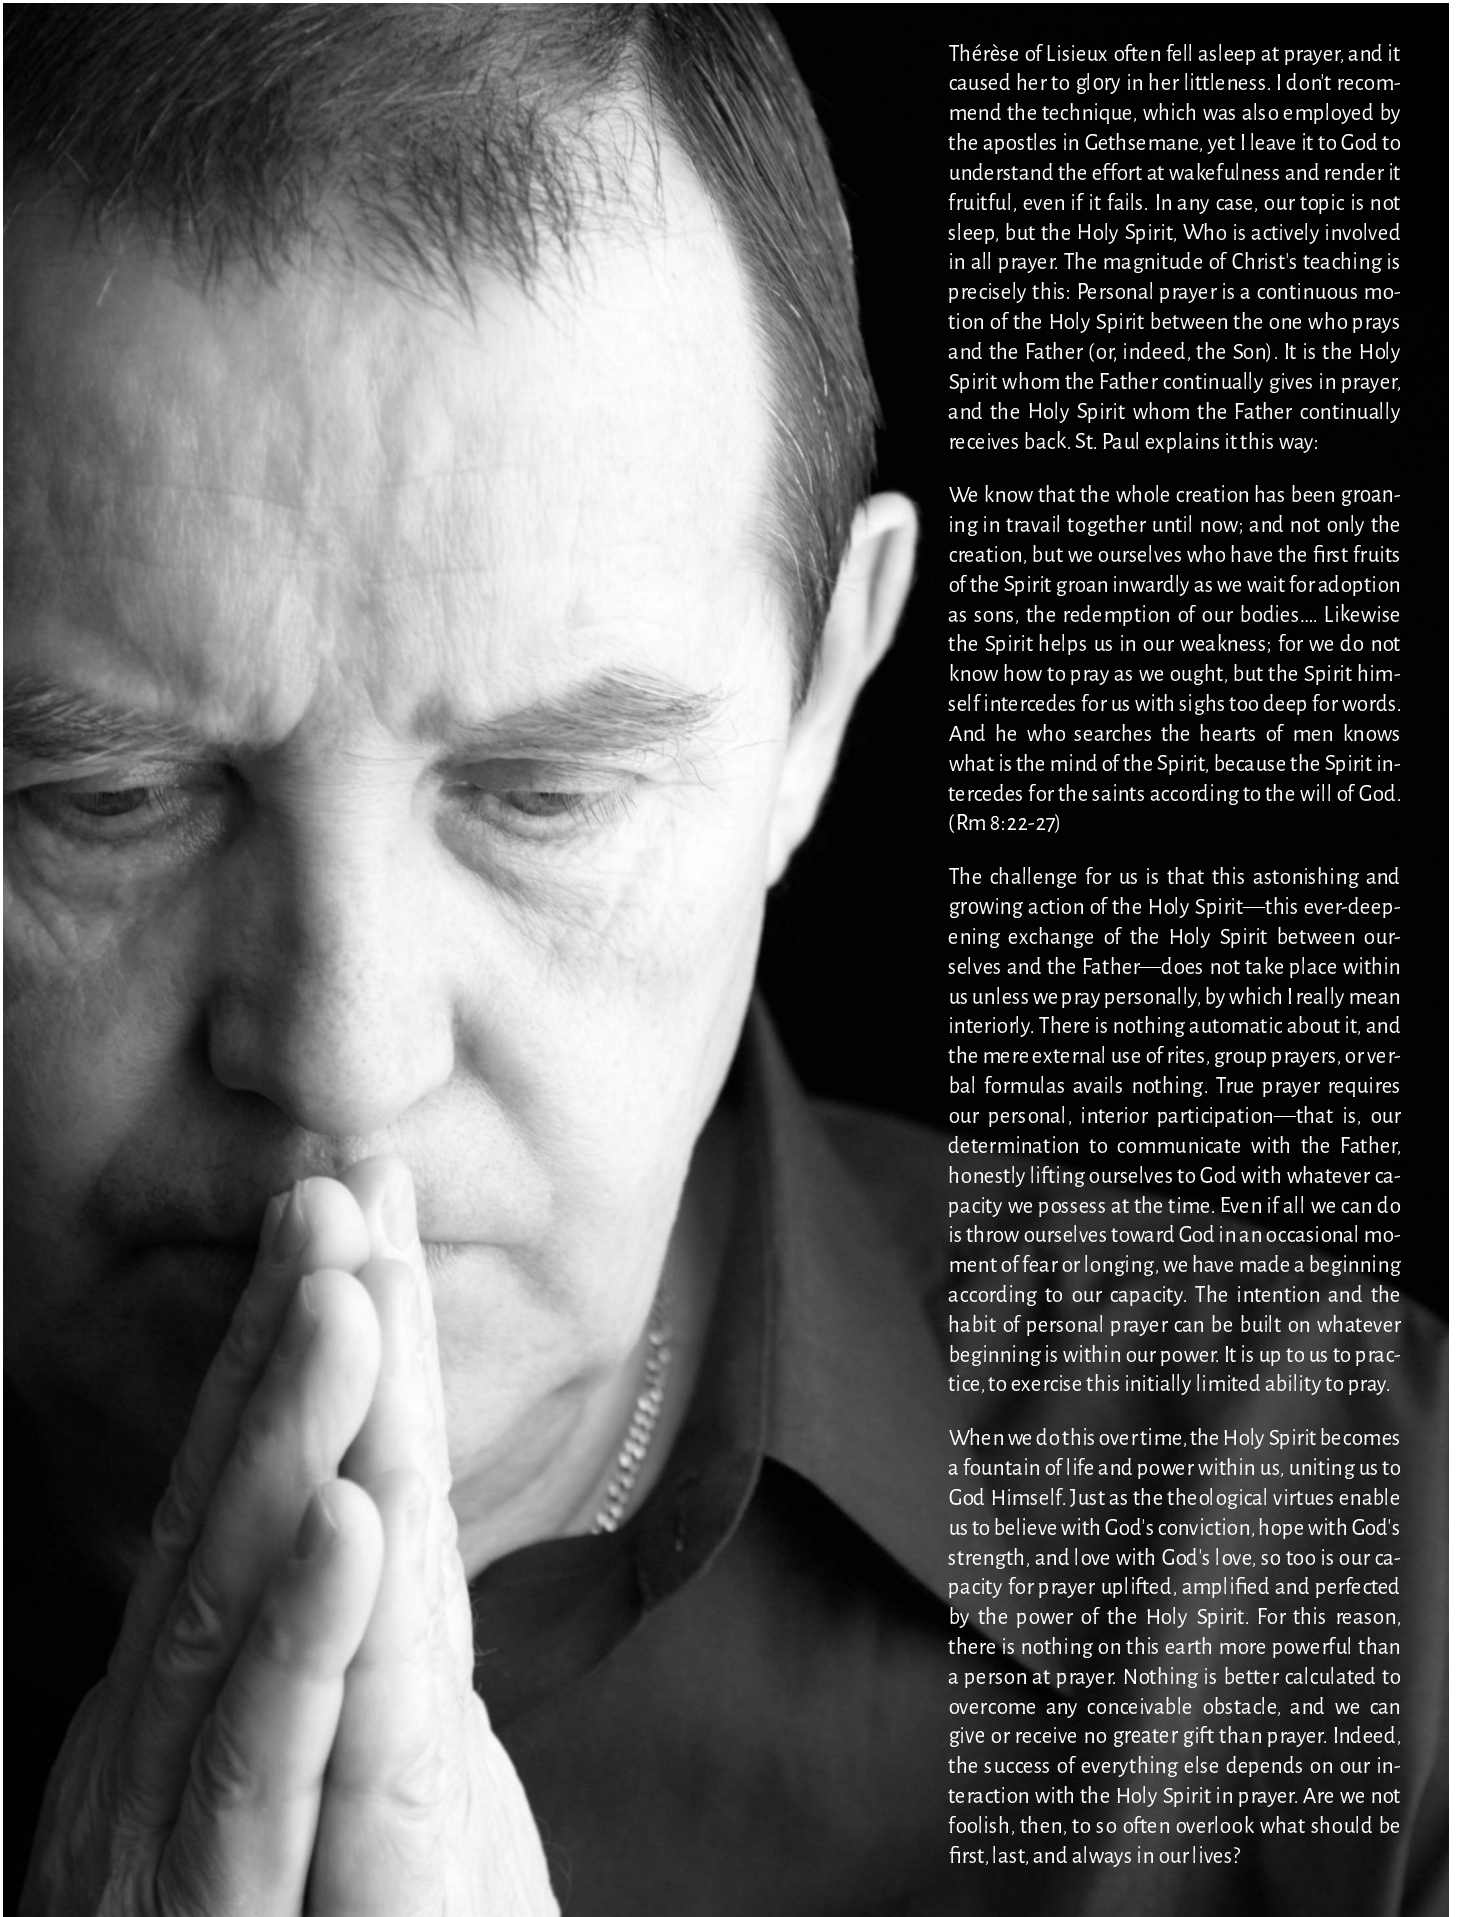 Thérèse of Lisieux often fell asleep at prayer, and it
caused her to glory in her littleness. I don't recom-
mend the technique, which was also employed by
the apostles in Gethsemane, yet I leave it to God to
understand the effort at wakefulness and render it
fruitful, even if it fails. In any case, our topic is not
sleep, but the Holy Spirit, Who is actively involved
in all prayer. The magnitude of Christ's teaching is
precisely this: Personal prayer is a continuous mo-
tion of the Holy Spirit between the one who prays
and the Father (or, indeed, the Son). It is the Holy
Spirit whom the Father continually gives in prayer,
and the Holy Spirit whom the Father continually
receives back. St. Paul explains it this way:
We know that the whole creation has been groan-
ing in travail together until now; and not only the
creation, but we ourselves who have the first fruits
of the Spirit groan inwardly as we wait for adoption
as sons, the redemption of our bodies.... Likewise
the Spirit helps us in our weakness; for we do not
know how to pray as we ought, but the Spirit him-
self intercedes for us with sighs too deep for words.
And he who searches the hearts of men knows
what is the mind of the Spirit, because the Spirit in-
tercedes for the saints according to the will of God.
(Rm 8:22-27)
The challenge for us is that this astonishing and
growing action of the Holy Spirit—this ever-deep-
ening exchange of the Holy Spirit between our-
selves and the Father—does not take place within
us unless we pray personally, by which I really mean
interiorly. There is nothing automatic about it, and
the mere external use of rites, group prayers, or ver-
bal formulas avails nothing. True prayer requires
our personal, interior participation—that is, our
determination to communicate with the Father,
honestly lifting ourselves to God with whatever ca-
pacity we possess at the time. Even if all we can do
is throw ourselves toward God in an occasional mo-
ment of fear or longing, we have made a beginning
according to our capacity. The intention and the
habit of personal prayer can be built on whatever
beginning is within our power. It is up to us to prac-
tice, to exercise this initially limited ability to pray.
When we do this over time, the Holy Spirit becomes
a fountain of life and power within us, uniting us to
God Himself. Just as the theological virtues enable
us to believe with God's conviction, hope with God's
strength, and love with God's love, so too is our ca-
pacity for prayer uplifted, amplified and perfected
by the power of the Holy Spirit. For this reason,
there is nothing on this earth more powerful than
a person at prayer. Nothing is better calculated to
overcome any conceivable obstacle, and we can
give or receive no greater gift than prayer. Indeed,
the success of everything else depends on our in-
teraction with the Holy Spirit in prayer. Are we not
foolish, then, to so often overlook what should be
first, last, and always in our lives?